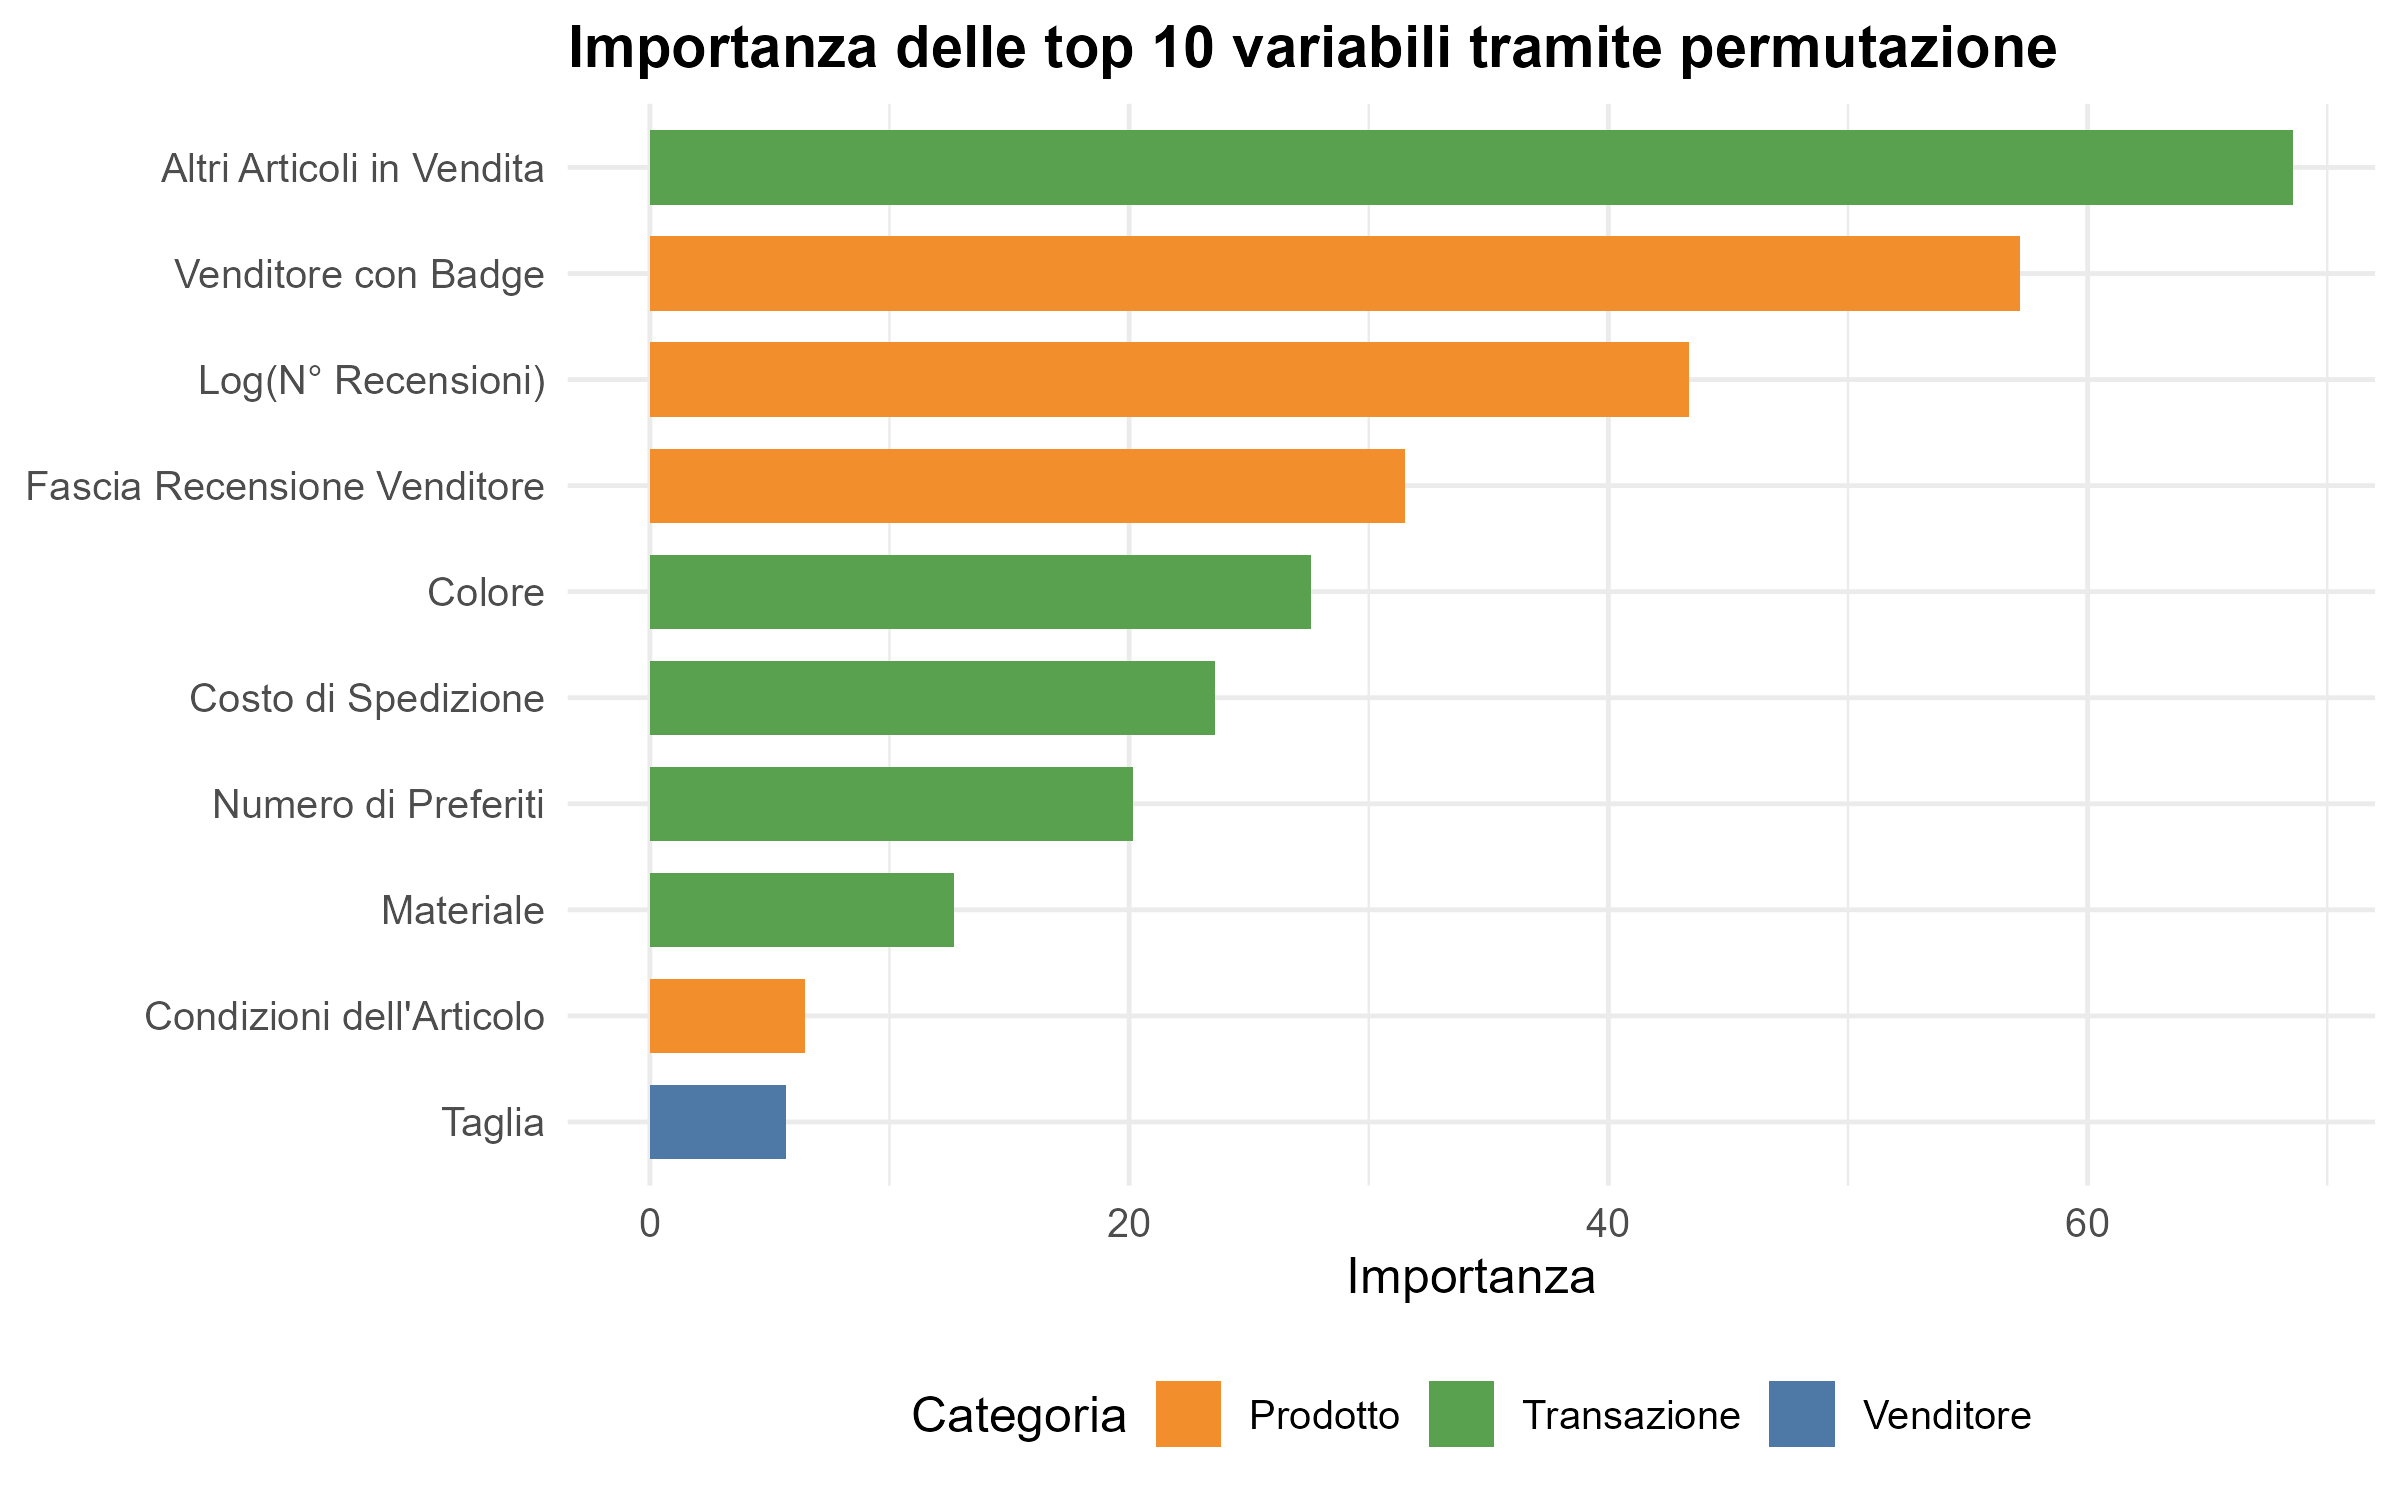 Importanza delle top 10 variabili tramite permutazione
Altri Articoli in Vendita
Venditore con Badge
Log(N° Recensioni)
Fascia Recensione Venditore
Colore
Costo di Spedizione
Numero di Preferiti
Materiale
Condizioni dell'Articolo
Taglia
0 20 40 60
Importanza
Categoria Prodotto Transazione Venditore